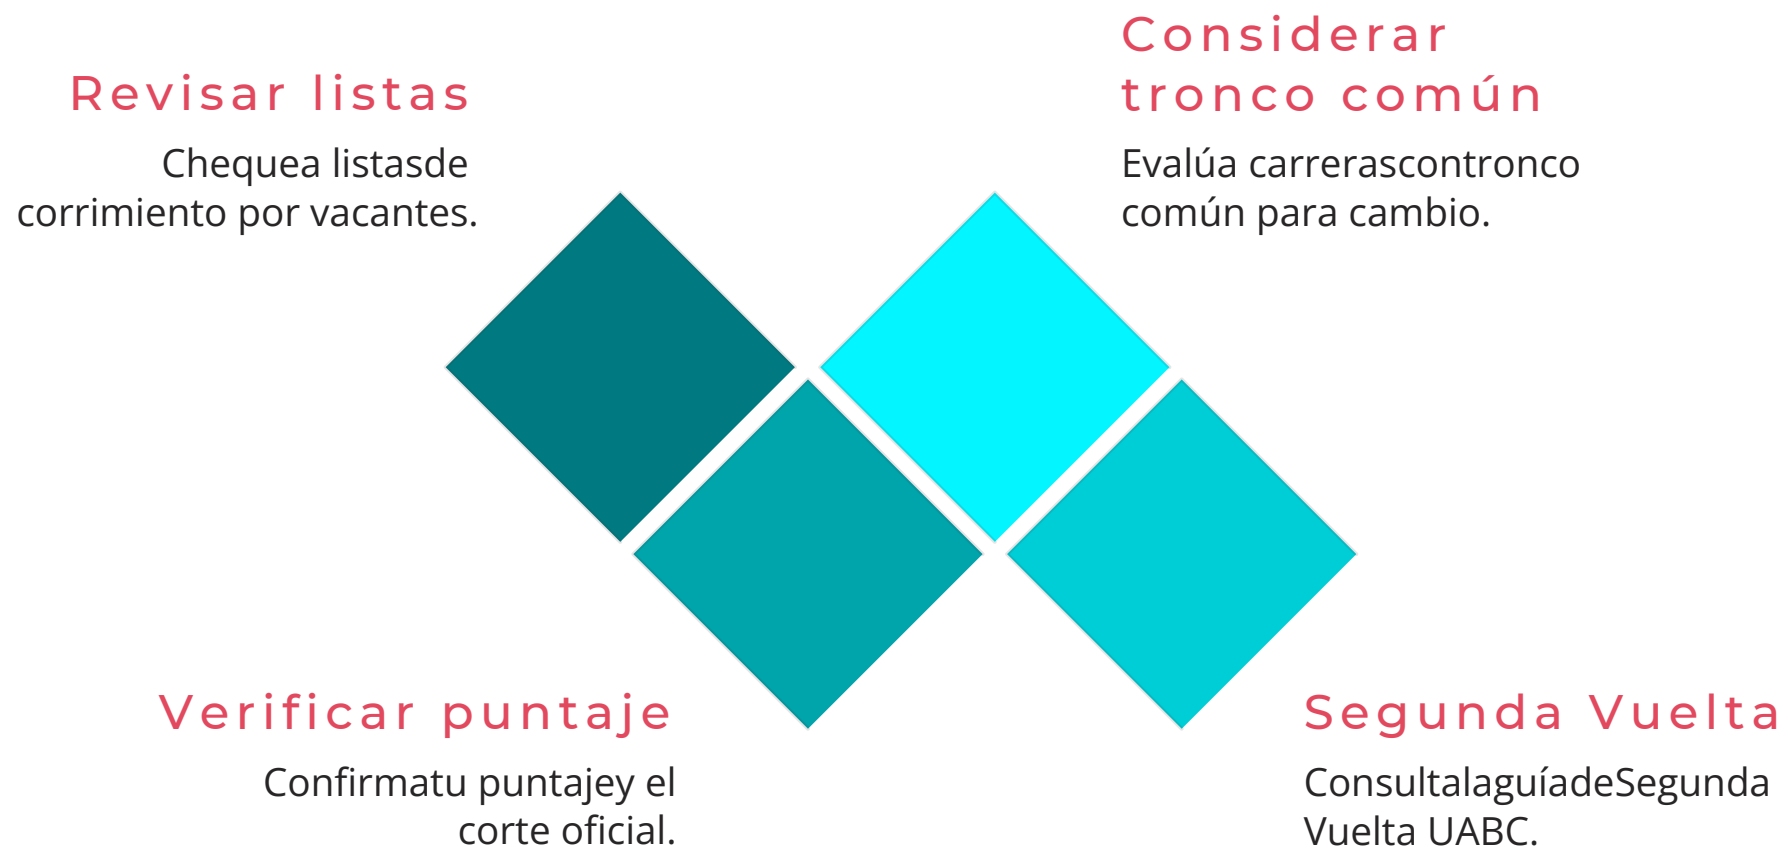 Revisar listas
Chequea listasde
corrimiento por vacantes.
Considerar
tronco común
Evalúa carrerascontronco
común para cambio.
Verificar puntaje
Confirmatu puntajey el
corte oficial.
Segunda Vuelta
ConsultalaguíadeSegunda
Vuelta UABC.